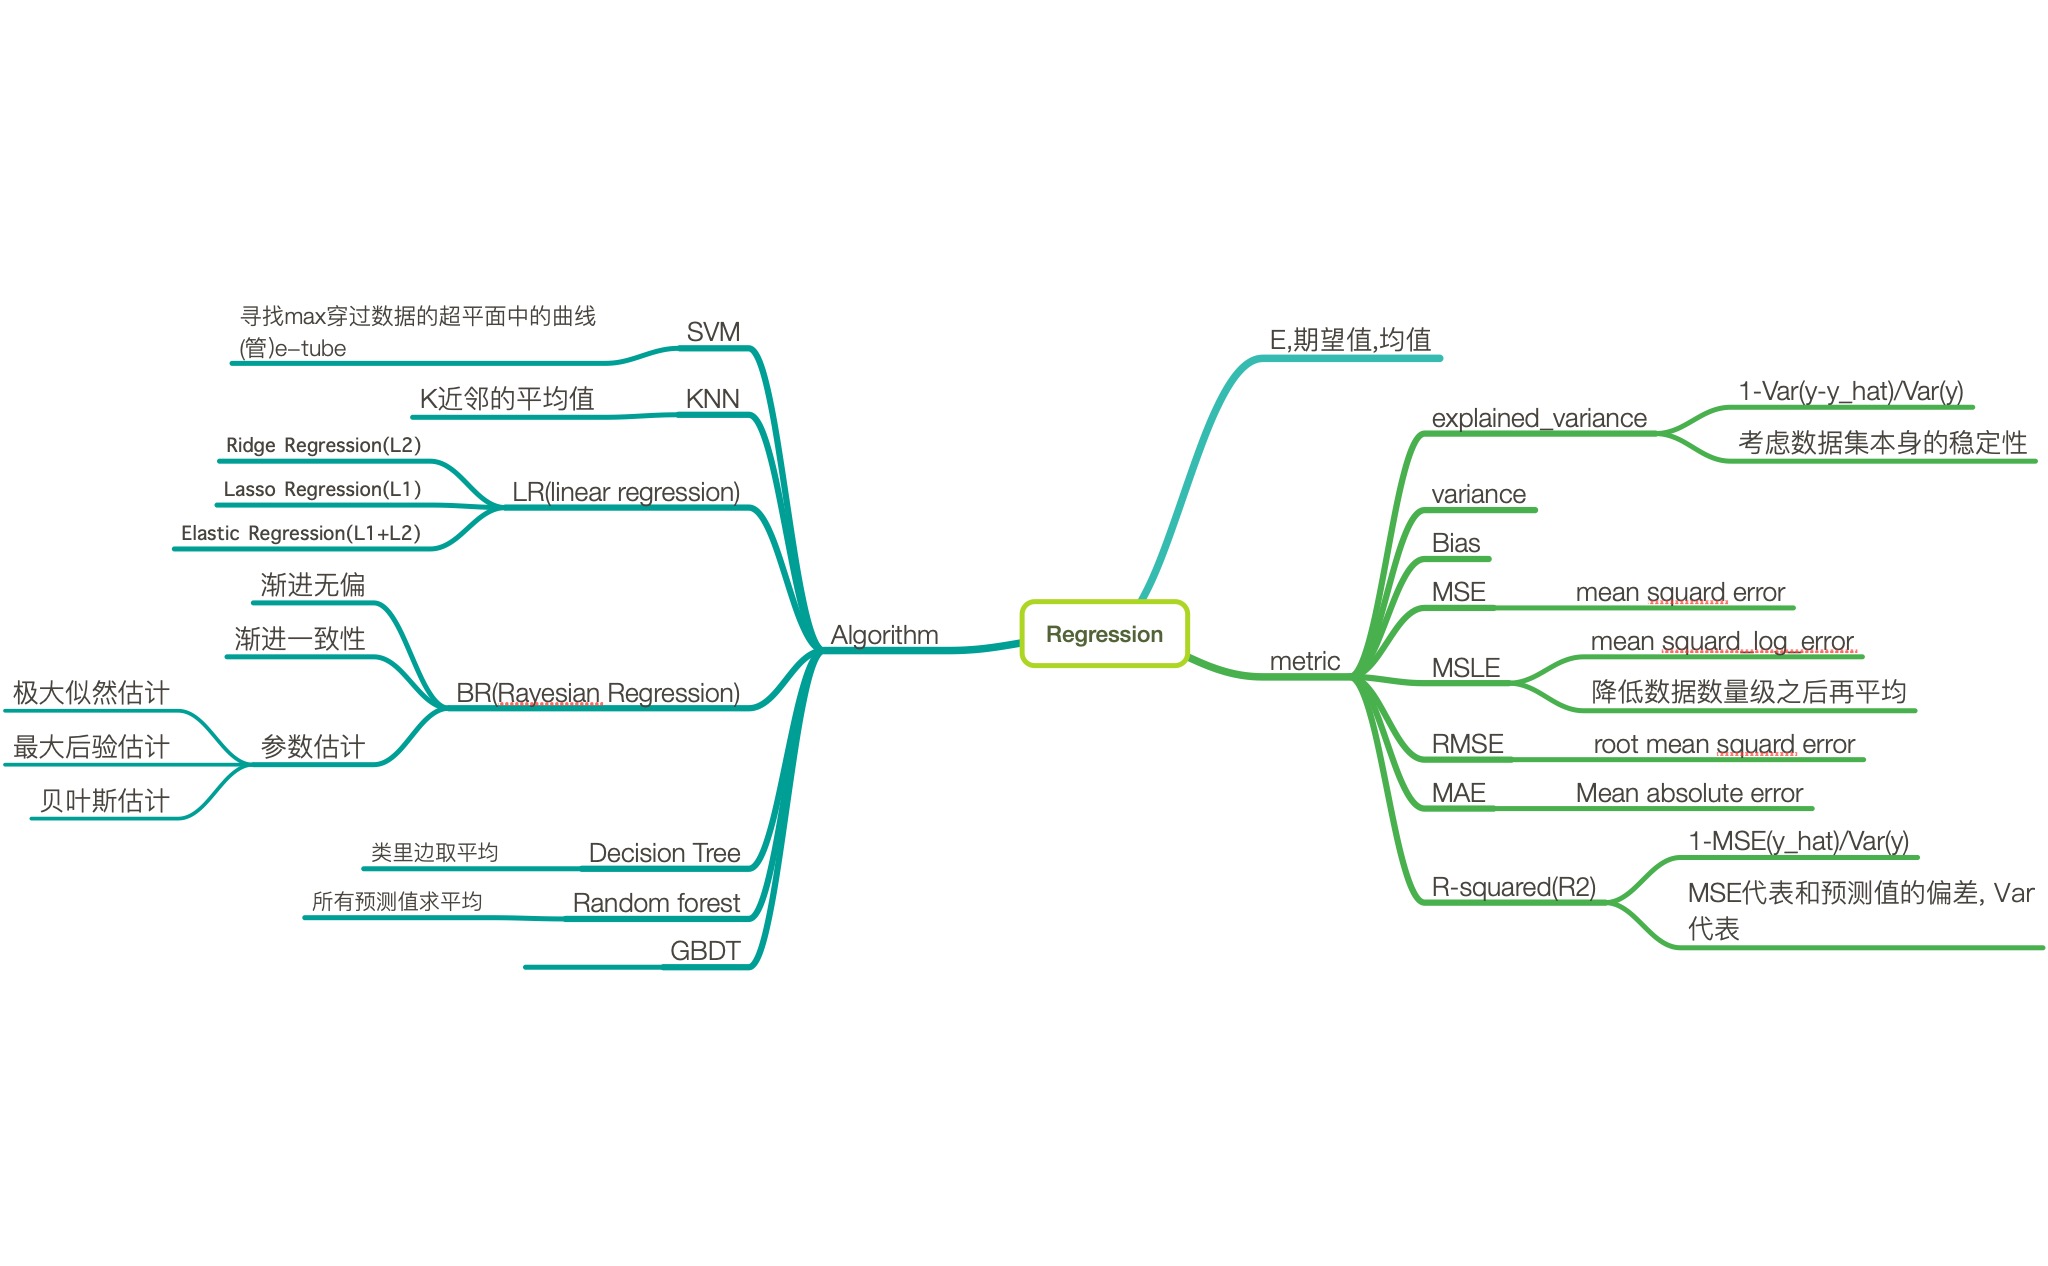 Regression
Algorithm
SVM
寻找max穿过数据的超平面中的曲线
(管)e-tube
KNN
K近邻的平均值
LR(linear regression)
Ridge Regression(L2)
Lasso Regression(L1)
Elastic Regression(L1+L2)
BR(Rayesian Regression)
渐进无偏
渐进一致性
参数估计
极大似然估计
最大后验估计
贝叶斯估计
Decision Tree
类里边取平均
Random forest
所有预测值求平均
GBDT
E,期望值,均值
metric
explained_variance
1-Var(y-y_hat)/Var(y)
考虑数据集本身的稳定性
variance
Bias
MSE
mean squard error
MSLE
mean squard_log_error
降低数据数量级之后再平均
RMSE
root mean squard error
MAE
Mean absolute error
R-squared(R2)
1-MSE(y_hat)/Var(y)
MSE代表和预测值的偏差, Var
代表